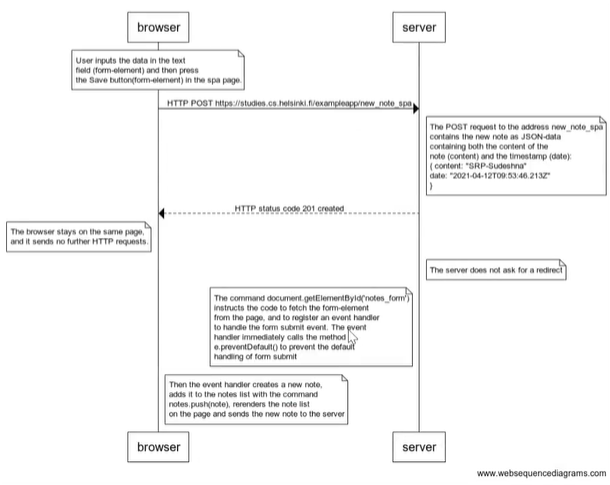 browser
server
User inputs the data in the text
field (form-element) and then press
the Save button(form-element) in the spa page.
HTTP POST https://studies.cs.helsinki.fi/exampleapp/new_note_spa
The POST request to the address new_note_spa
contains the new note as JSON-data
containing both the content of the
note (content) and the timestamp (date):
{ content: "SRP-Sudeshna"
date: "2021-04-12T09:53:46.213Z"
}
HTTP status code 201 created
The browser stays on the same page,
and it sends no further HTTP requests.
The server does not ask for a redirect
The command document.getElementById('notes_form')
instructs the code to fetch the form-element
from the page, and to register an event handler
to handle the form submit event. The event
handler immediately calls the method
e.preventDefault() to prevent the default
handling of form submit
Then the event handler creates a new note,
adds it to the notes list with the command
notes.push(note), rerenders the note list
on the page and sends the new note to the server
browser
server
www.websequencediagrams.com